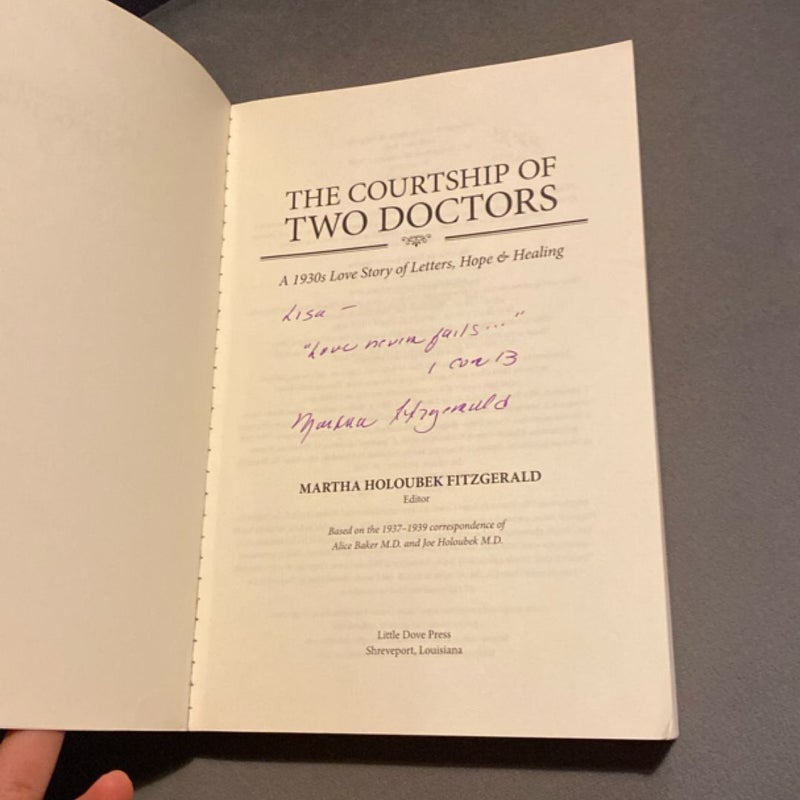 THE COURTSHIP OF
TWO DOCTORS
A 1930s Love Story of Letters, Hope & Healing
Lisa —
"Love never fails..."
1 Cor 13
Martha Fitzgerald
MARTHA HOLOUBEK FITZGERALD
Editor
Based on the 1937–1939 correspondence of
Alice Baker M.D. and Joe Holoubek M.D.
Little Dove Press
Shreveport, Louisiana